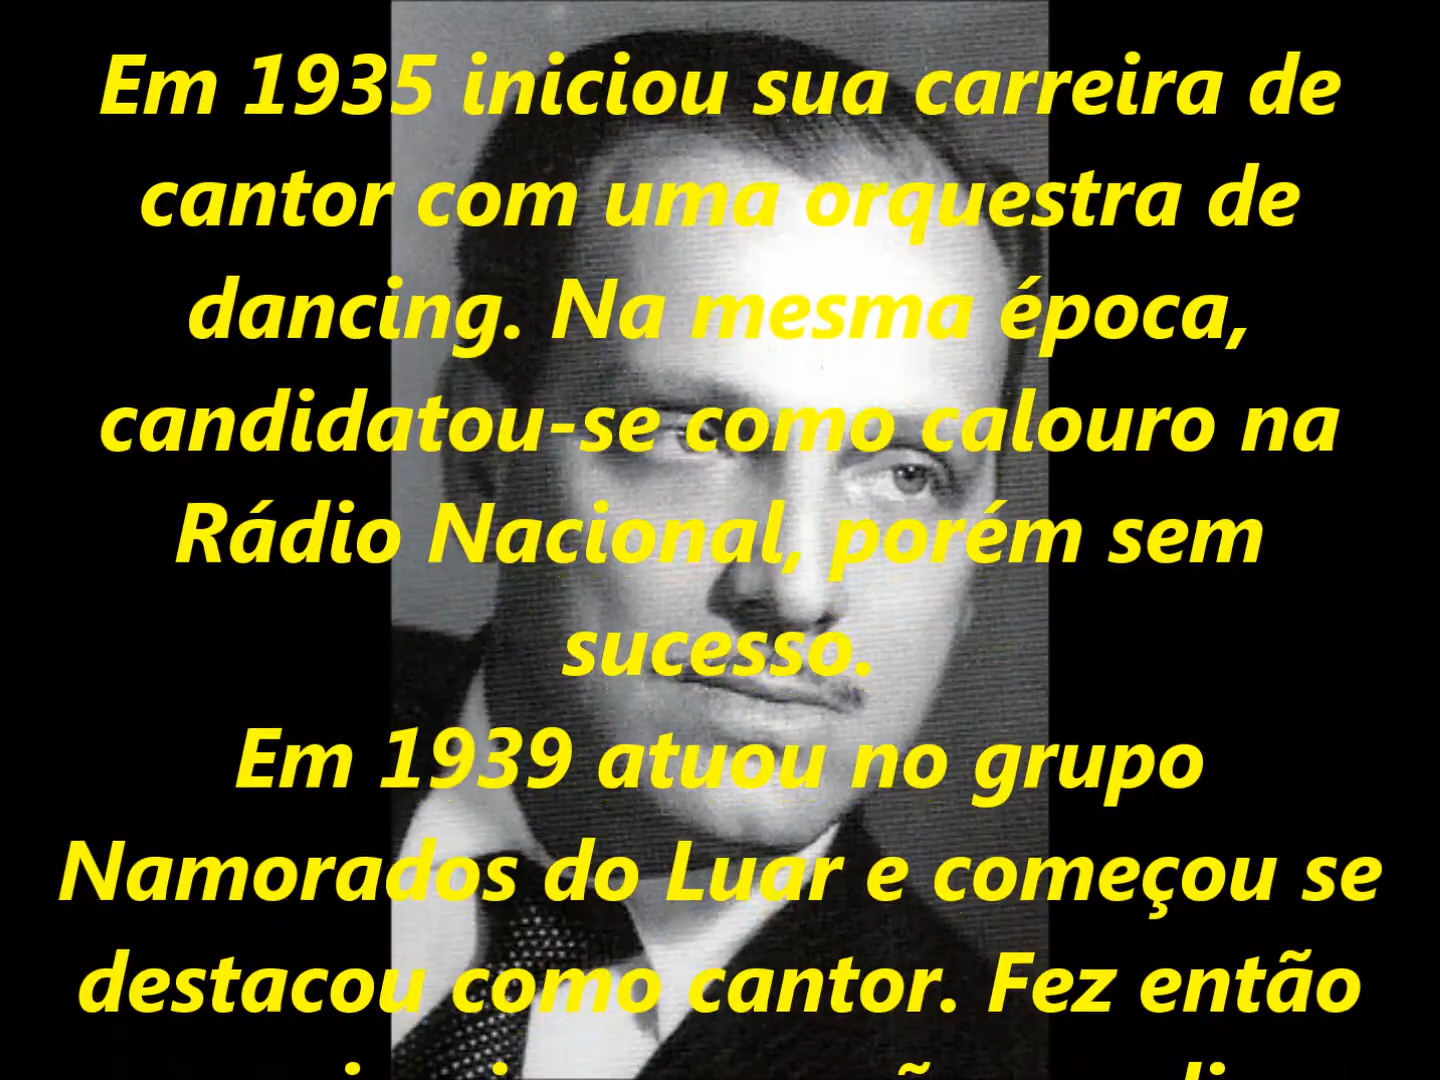 Em 1935 iniciou sua carreira de
cantor com uma orquestra de
dancing. Na mesma época,
candidatou-se como calouro na
Rádio Nacional, porém sem
sucesso.
Em 1939 atuou no grupo
Namorados do Luar e começou se
destacou como cantor. Fez então